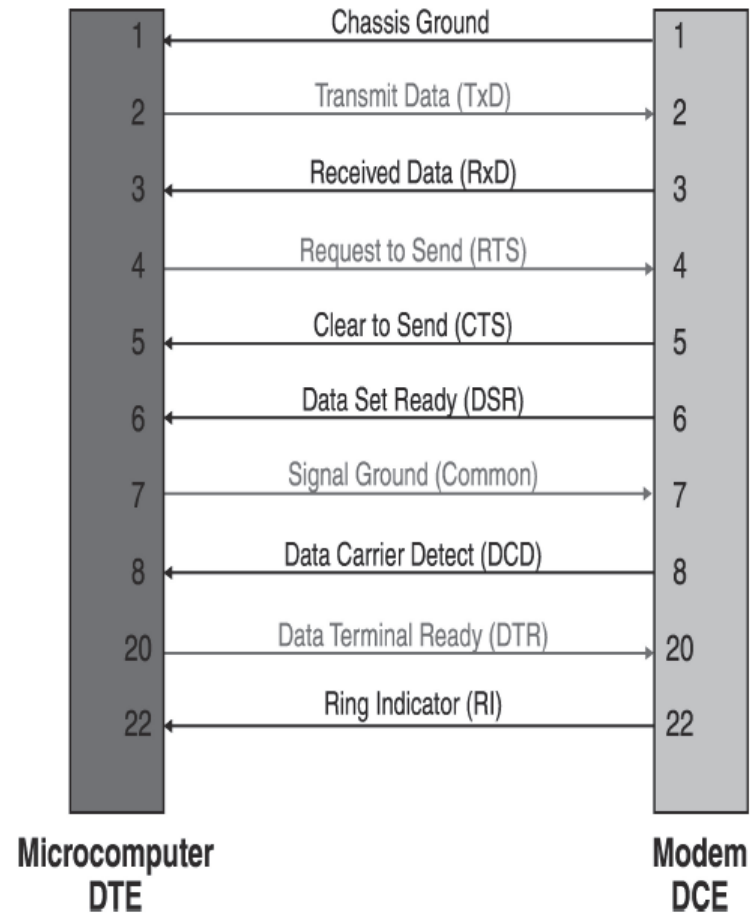 1 Chassis Ground 1
2 Transmit Data (TxD) 2
3 Received Data (RxD) 3
4 Request to Send (RTS) 4
5 Clear to Send (CTS) 5
6 Data Set Ready (DSR) 6
7 Signal Ground (Common) 7
8 Data Carrier Detect (DCD) 8
20 Data Terminal Ready (DTR) 20
22 Ring Indicator (RI) 22
Microcomputer Modem
DTE DCE